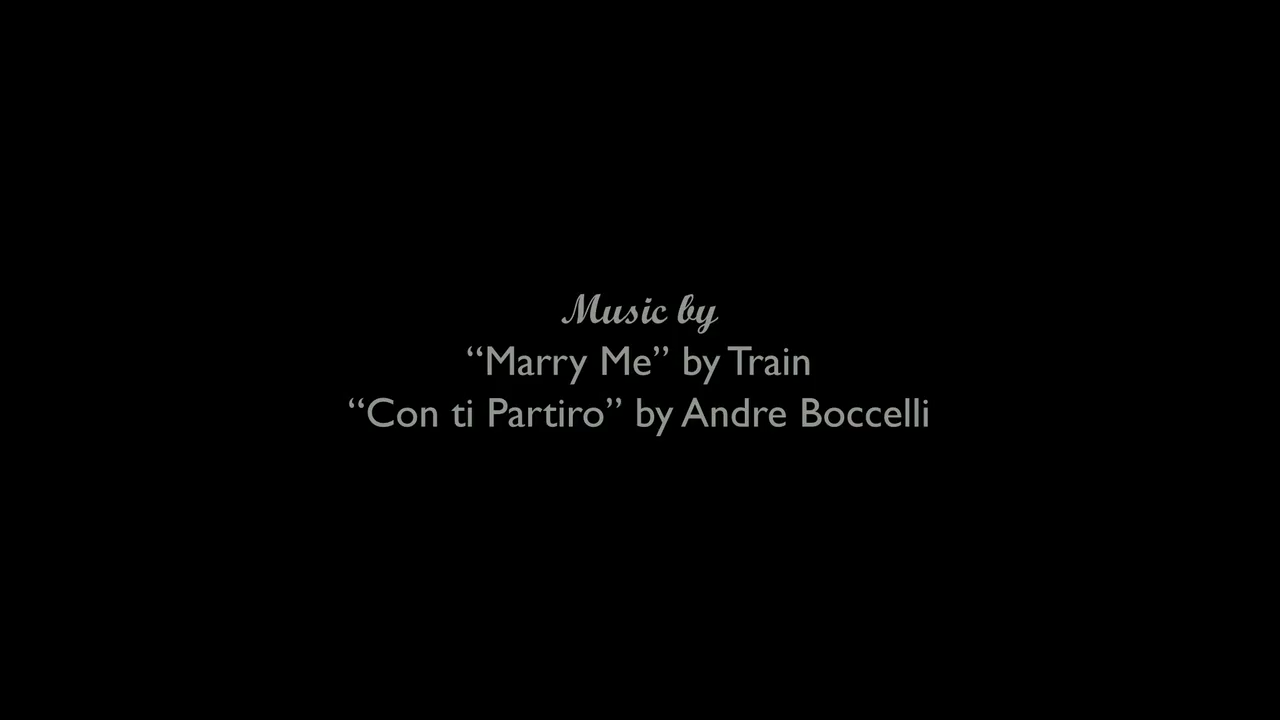 Music by
“Marry Me” by Train
“Con ti Partiro” by Andre Boccelli